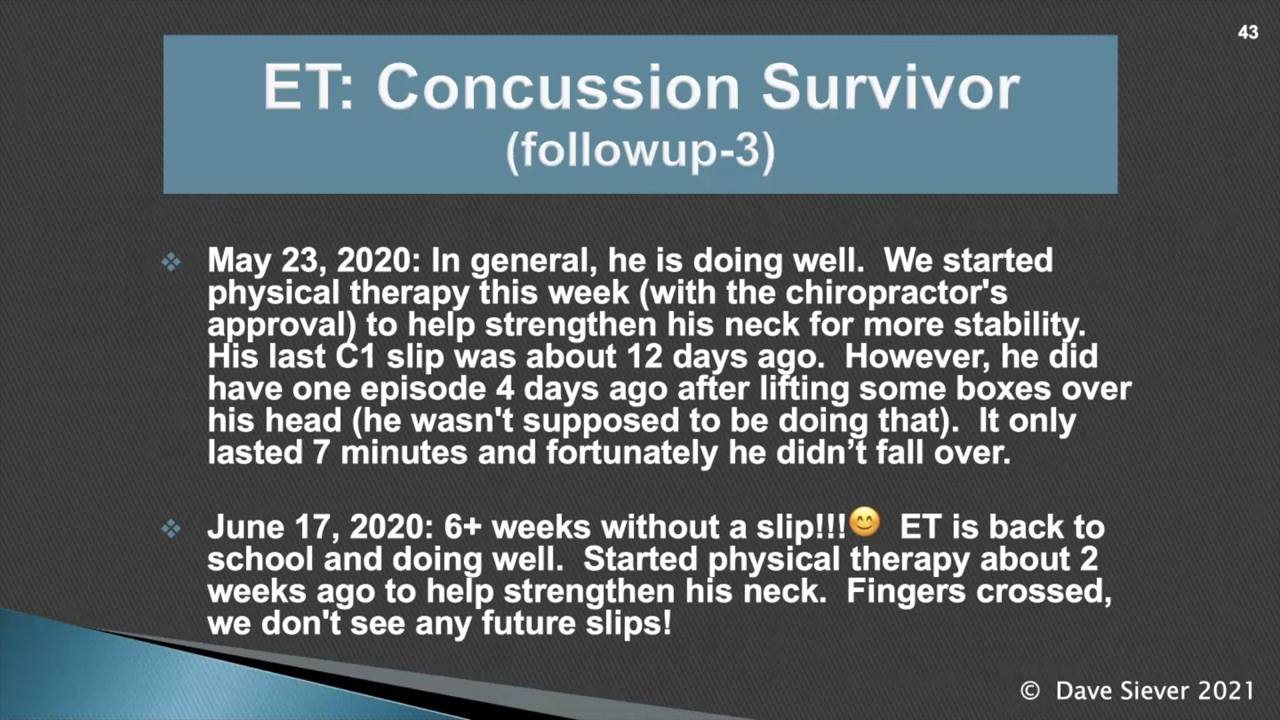 43
ET: Concussion Survivor
(followup-3)
May 23, 2020: In general, he is doing well.  We started
physical therapy this week (with the chiropractor's
approval) to help strengthen his neck for more stability.
His last C1 slip was about 12 days ago.  However, he did
have one episode 4 days ago after lifting some boxes over
his head (he wasn't supposed to be doing that).  It only
lasted 7 minutes and fortunately he didn’t fall over.
June 17, 2020: 6+ weeks without a slip!!!😊  ET is back to
school and doing well.  Started physical therapy about 2
weeks ago to help strengthen his neck.  Fingers crossed,
we don't see any future slips!
© Dave Siever 2021